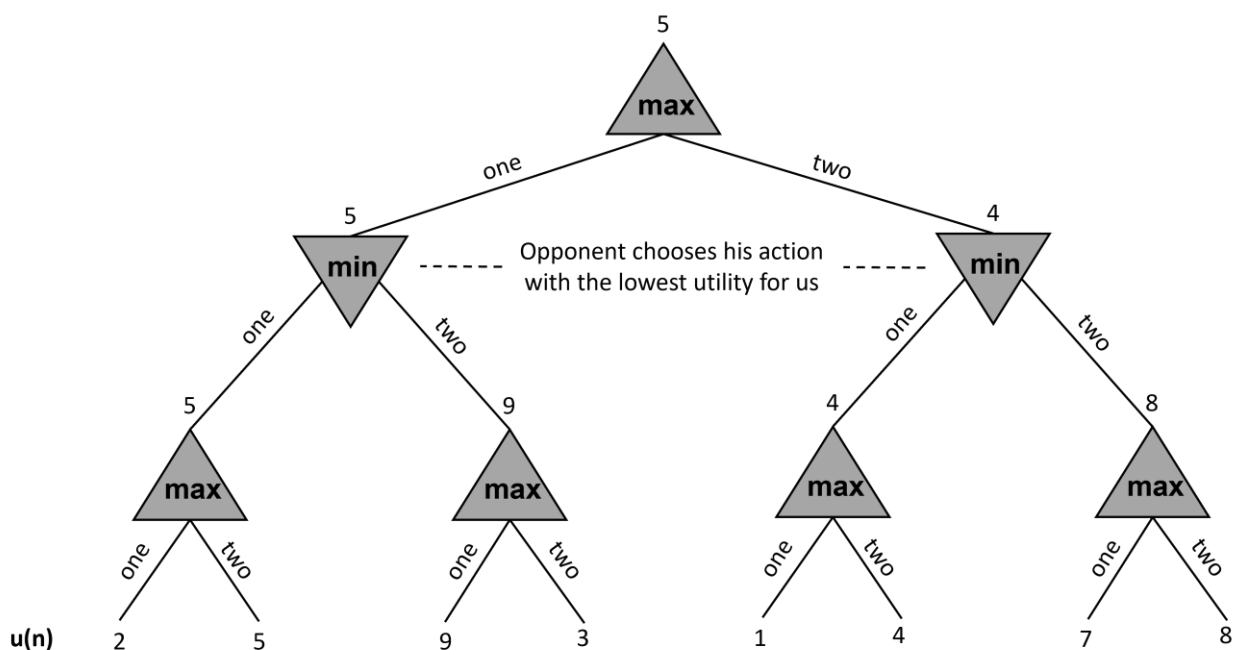 5
max
one
two
5
4
min
Opponent chooses his action
with the lowest utility for us
min
one
two
one
two
5
9
4
8
max
max
max
max
one
two
one
two
one
two
one
two
u(n)
2
5
9
3
1
4
7
8